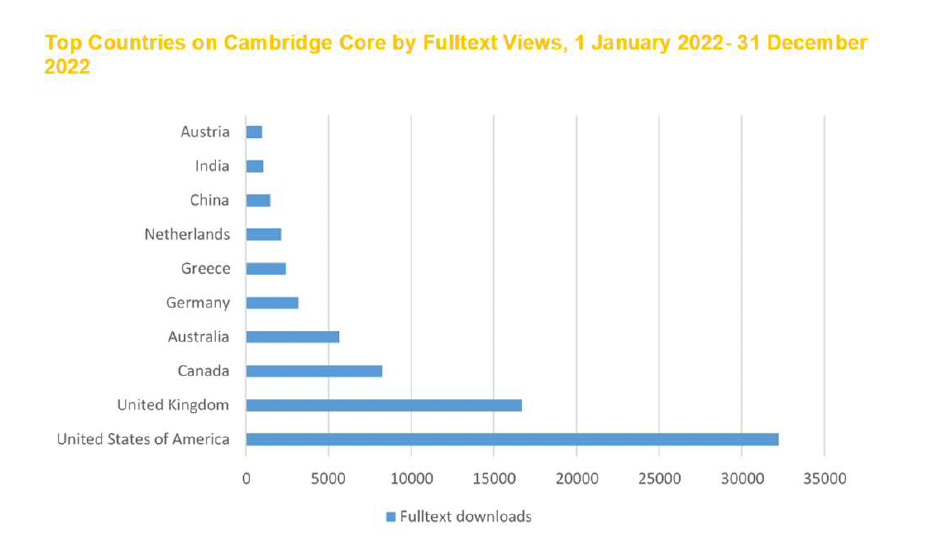 Top Countries on Cambridge Core by Fulltext Views, 1 January 2022- 31 December
2022
Austria
India
China
Netherlands
Greece
Germany
Australia
Canada
United Kingdom
United States of America
0 5000 10000 15000 20000 25000 30000 35000
Fulltext downloads